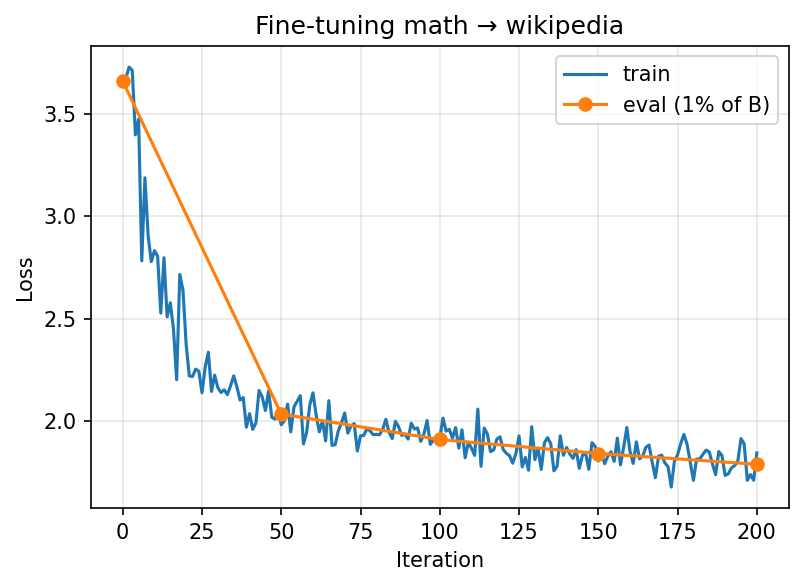 Fine-tuning math → wikipedia
train
eval (1% of B)
Loss
3.5
3.0
2.5
2.0
0 25 50 75 100 125 150 175 200
Iteration